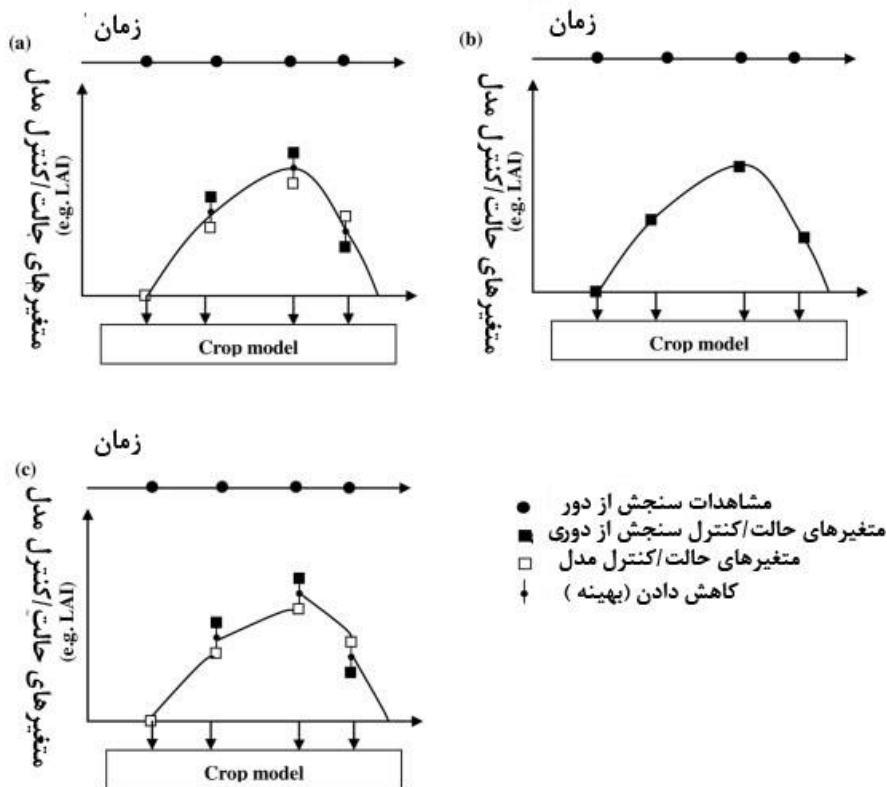 زمان
(a)
متغیرهای حالت/کنترل مدل
(e.g. LAI)
Crop model
زمان
(b)
متغیرهای حالت/کنترل مدل
(e.g. LAI)
Crop model
زمان
(c)
متغیرهای حالت/کنترل مدل
(e.g. LAI)
Crop model
مشاهدات سنجش از دور
متغیرهای حالت/کنترل سنجش از دوری
متغیرهای حالت/کنترل مدل
کاهش دادن (بهینه )